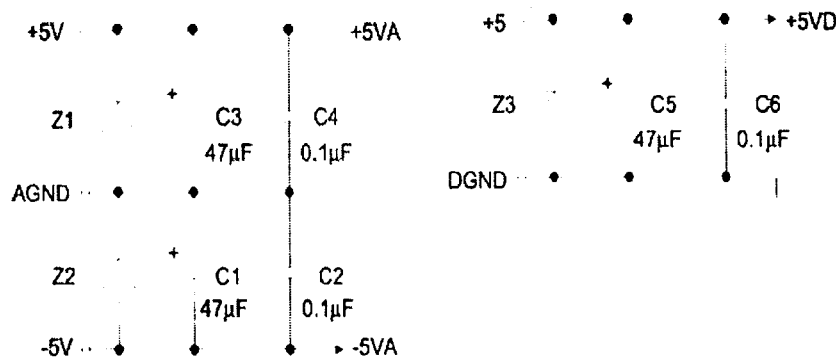 +5V +5VA
Z1 + C3 C4
47µF 0.1µF
AGND
Z2 + C1 C2
47µF 0.1µF
-5V -5VA
+5 +5VD
Z3 + C5 C6
47µF 0.1µF
DGND